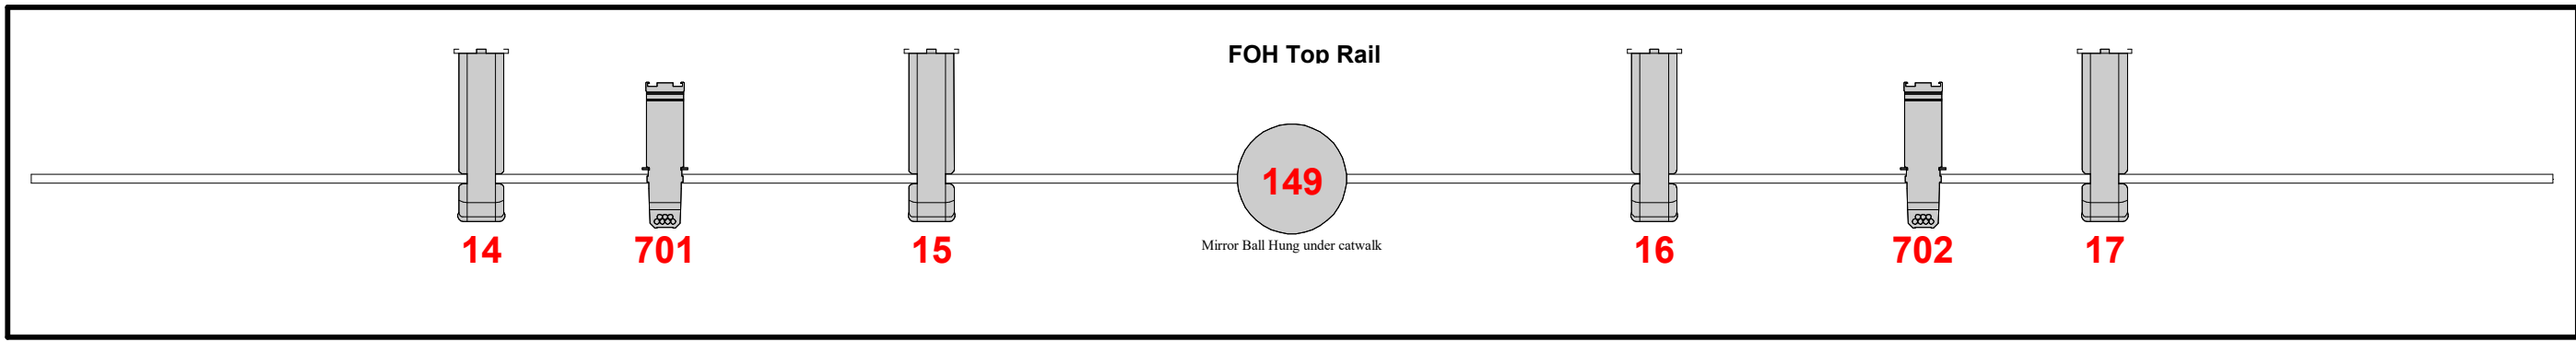 FOH Top Rail
149
Mirror Ball Hung under catwalk
14 701 15 16 702 17